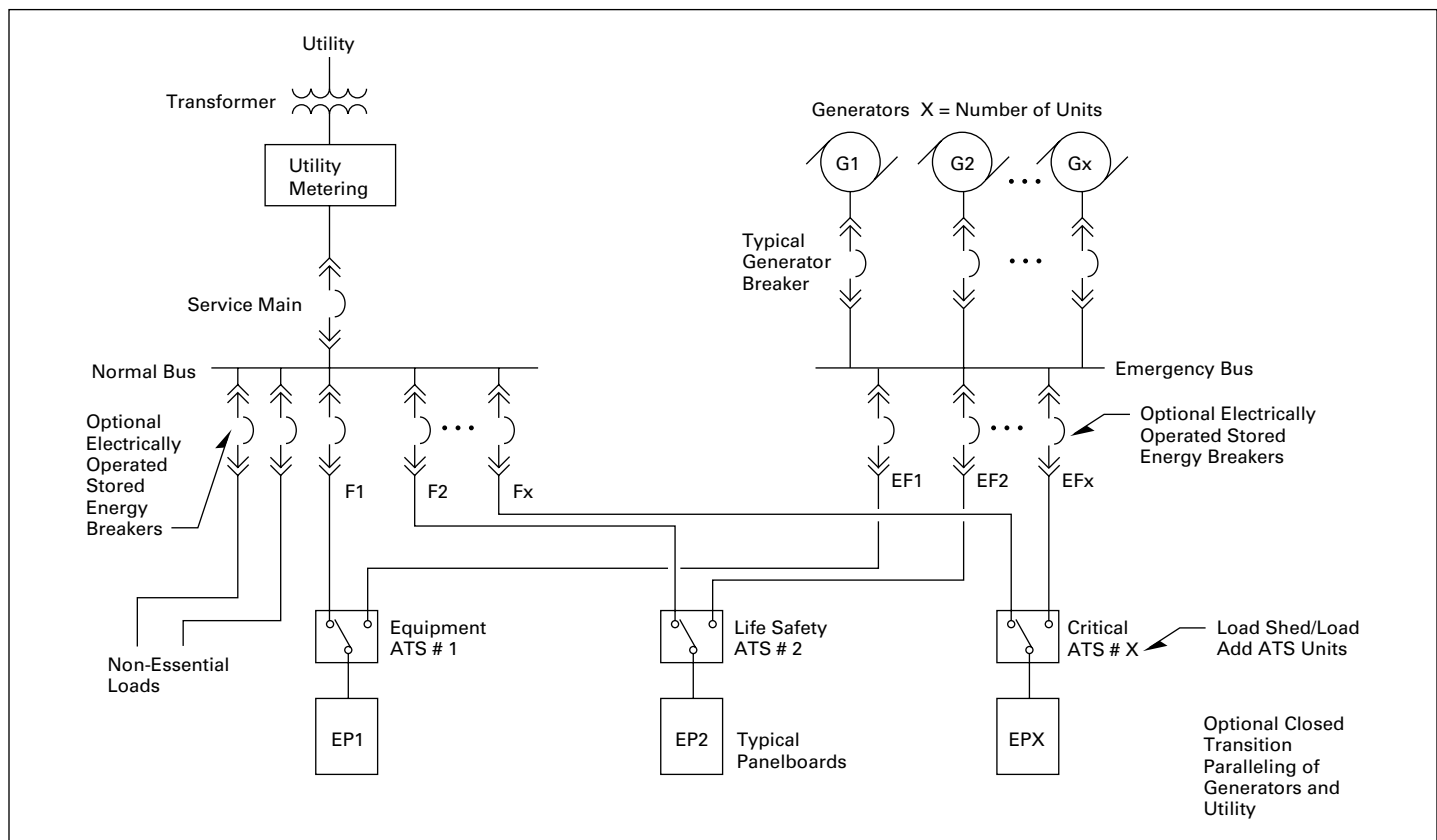 Utility
Transformer
Utility
Metering
Service Main
Normal Bus
Optional
Electrically
Operated
Stored
Energy
Breakers
F1
F2
Fx
Non-Essential
Loads
Generators X = Number of Units
G1
G2
Gx
Typical
Generator
Breaker
Emergency Bus
Optional Electrically
Operated Stored
Energy Breakers
EF1
EF2
EFx
Equipment
ATS # 1
Life Safety
ATS # 2
Critical
ATS # X
Load Shed/Load
Add ATS Units
EP1
EP2
Typical
Panelboards
EPX
Optional Closed
Transition
Paralleling of
Generators and
Utility